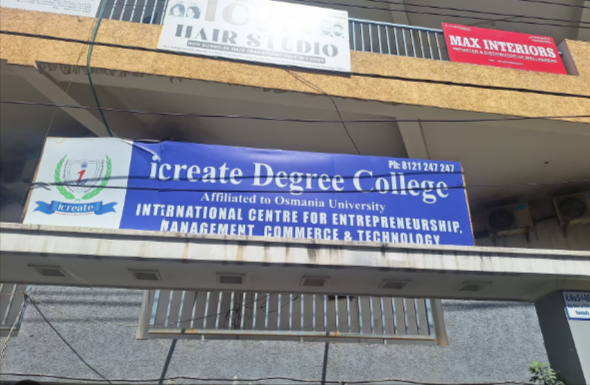 HAIR STUDIO
MAX INTERIORS
Ph: 8121 247 247
icreate Degree College
Affiliated to Osmania University
INTERNATIONAL CENTRE FOR ENTREPRENEURSHIP,
MANAGEMENT, COMMERCE & TECHNOLOGY
icreate